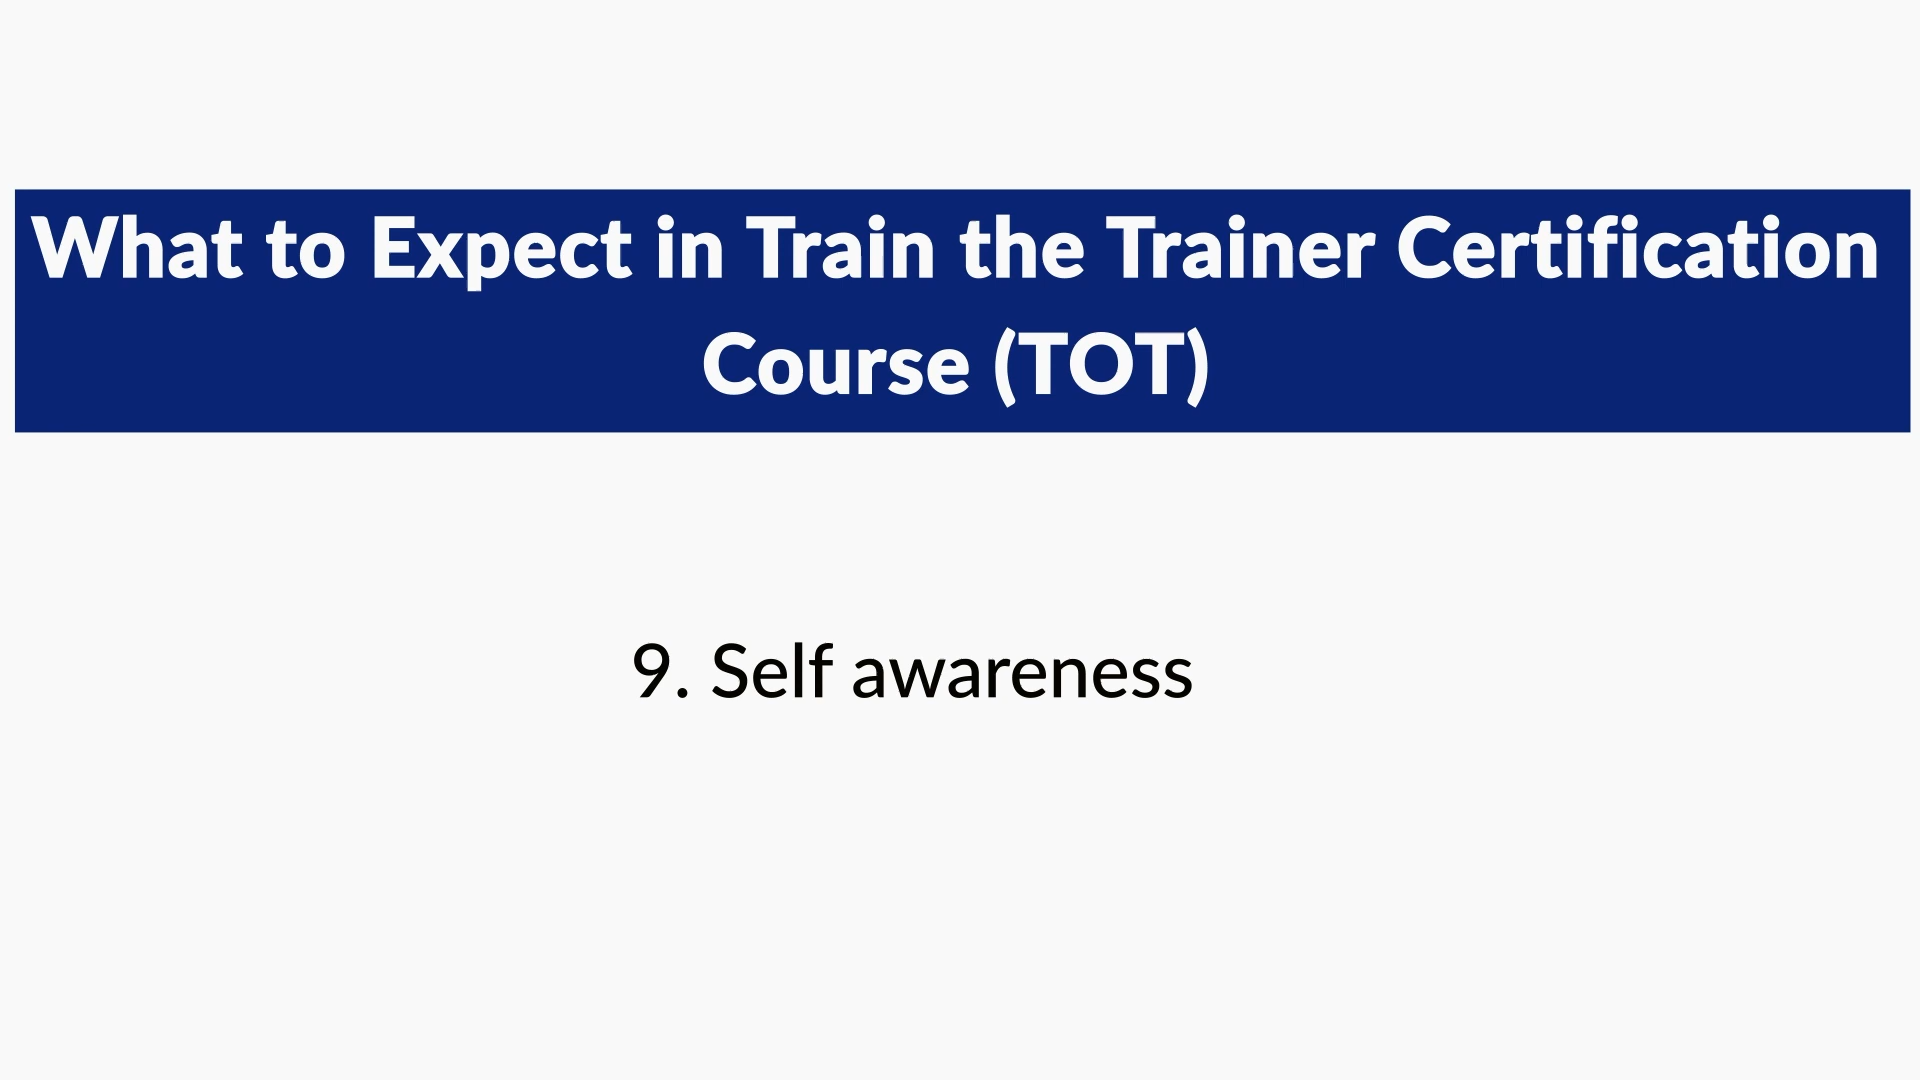 What to Expect in Train the Trainer Certification
Course (TOT)
9. Self awareness